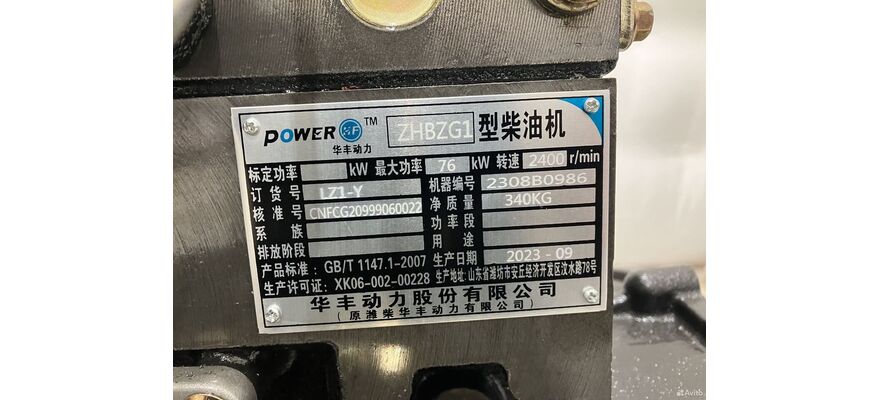 POWER HF TM ZHBZG1 型柴油机
华丰动力
标定功率 kW 最大功率 76 kW 转速 2400 r/min
订货号 LZ1-Y 机器编号 2308B0986
核准号 CNFCG20999060022 净质量 340KG
系族 功率段
排放阶段 用途
产品标准: GB/T 1147.1-2007 生产日期 2023-09
生产许可证: XK06-002-00228 生产地址: 山东省潍坊市安丘经济开发区汶水路78号
华丰动力股份有限公司
(原潍柴华丰动力有限公司)
Avito